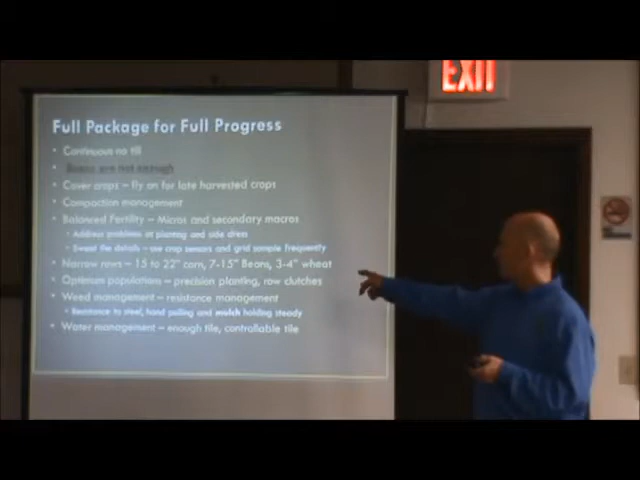 EXIT
Full Package for Full Progress
• Continuous no till
• Beans are not enough
• Cover crops – fly on for late harvested crops
• Compaction management
• Balanced Fertility – Micros and secondary macros
• Address problems at planting and side dress
• Sweat the details – use crop sensors and grid sample frequently
• Narrow rows – 15 to 22" corn, 7-15" Beans, 3-4" wheat
• Optimum populations – precision planting, row clutches
• Weed management – resistance management
• Resistance to steel, hand pulling and mulch holding steady
• Water management – enough tile, controllable tile